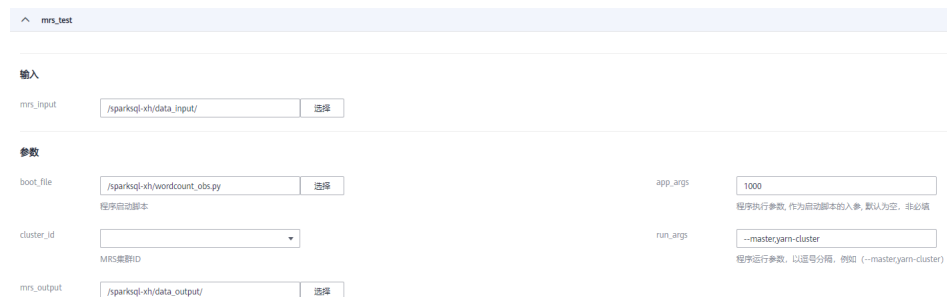 mrs_test
输入
mrs_input
/sparksql-xh/data_input/
选择
参数
boot_file
/sparksql-xh/wordcount_obs.py
选择
程序启动脚本
app_args
1000
程序执行参数, 作为启动脚本的入参, 默认为空、非必填
cluster_id
MRS集群ID
run_args
--master,yarn-cluster
程序运行参数、以逗号分隔、例如（--master,yarn-cluster）
mrs_output
/sparksql-xh/data_output/
选择